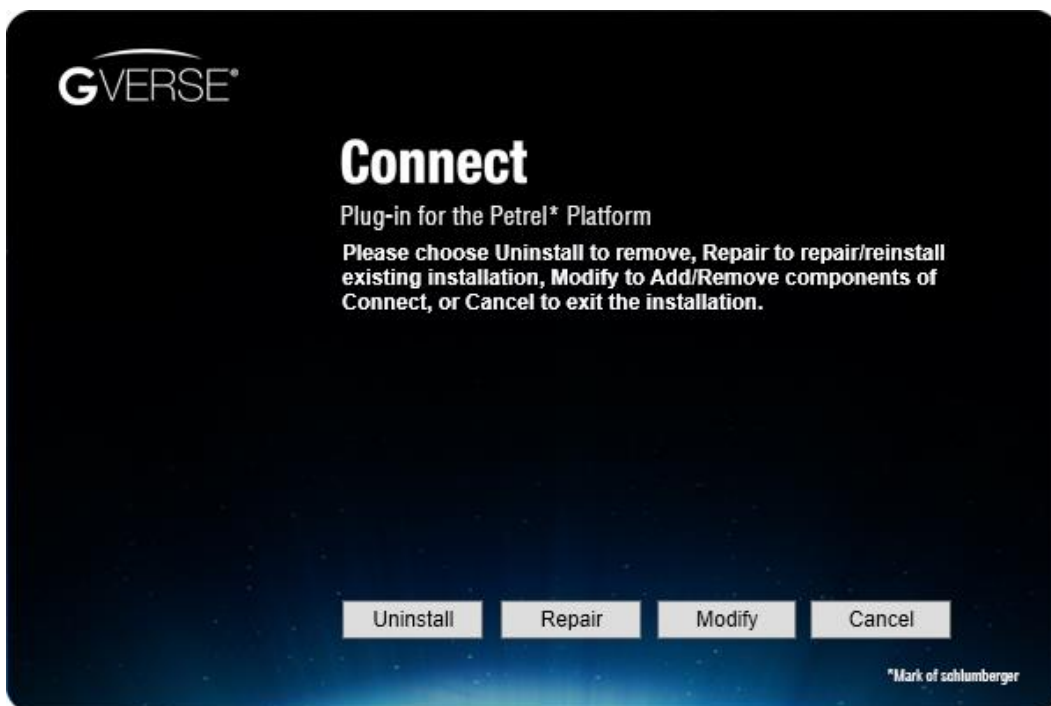 GVERSE®
Connect
Plug-in for the Petrel* Platform
Please choose Uninstall to remove, Repair to repair/reinstall
existing installation, Modify to Add/Remove components of
Connect, or Cancel to exit the installation.
Uninstall Repair Modify Cancel
*Mark of schlumberger